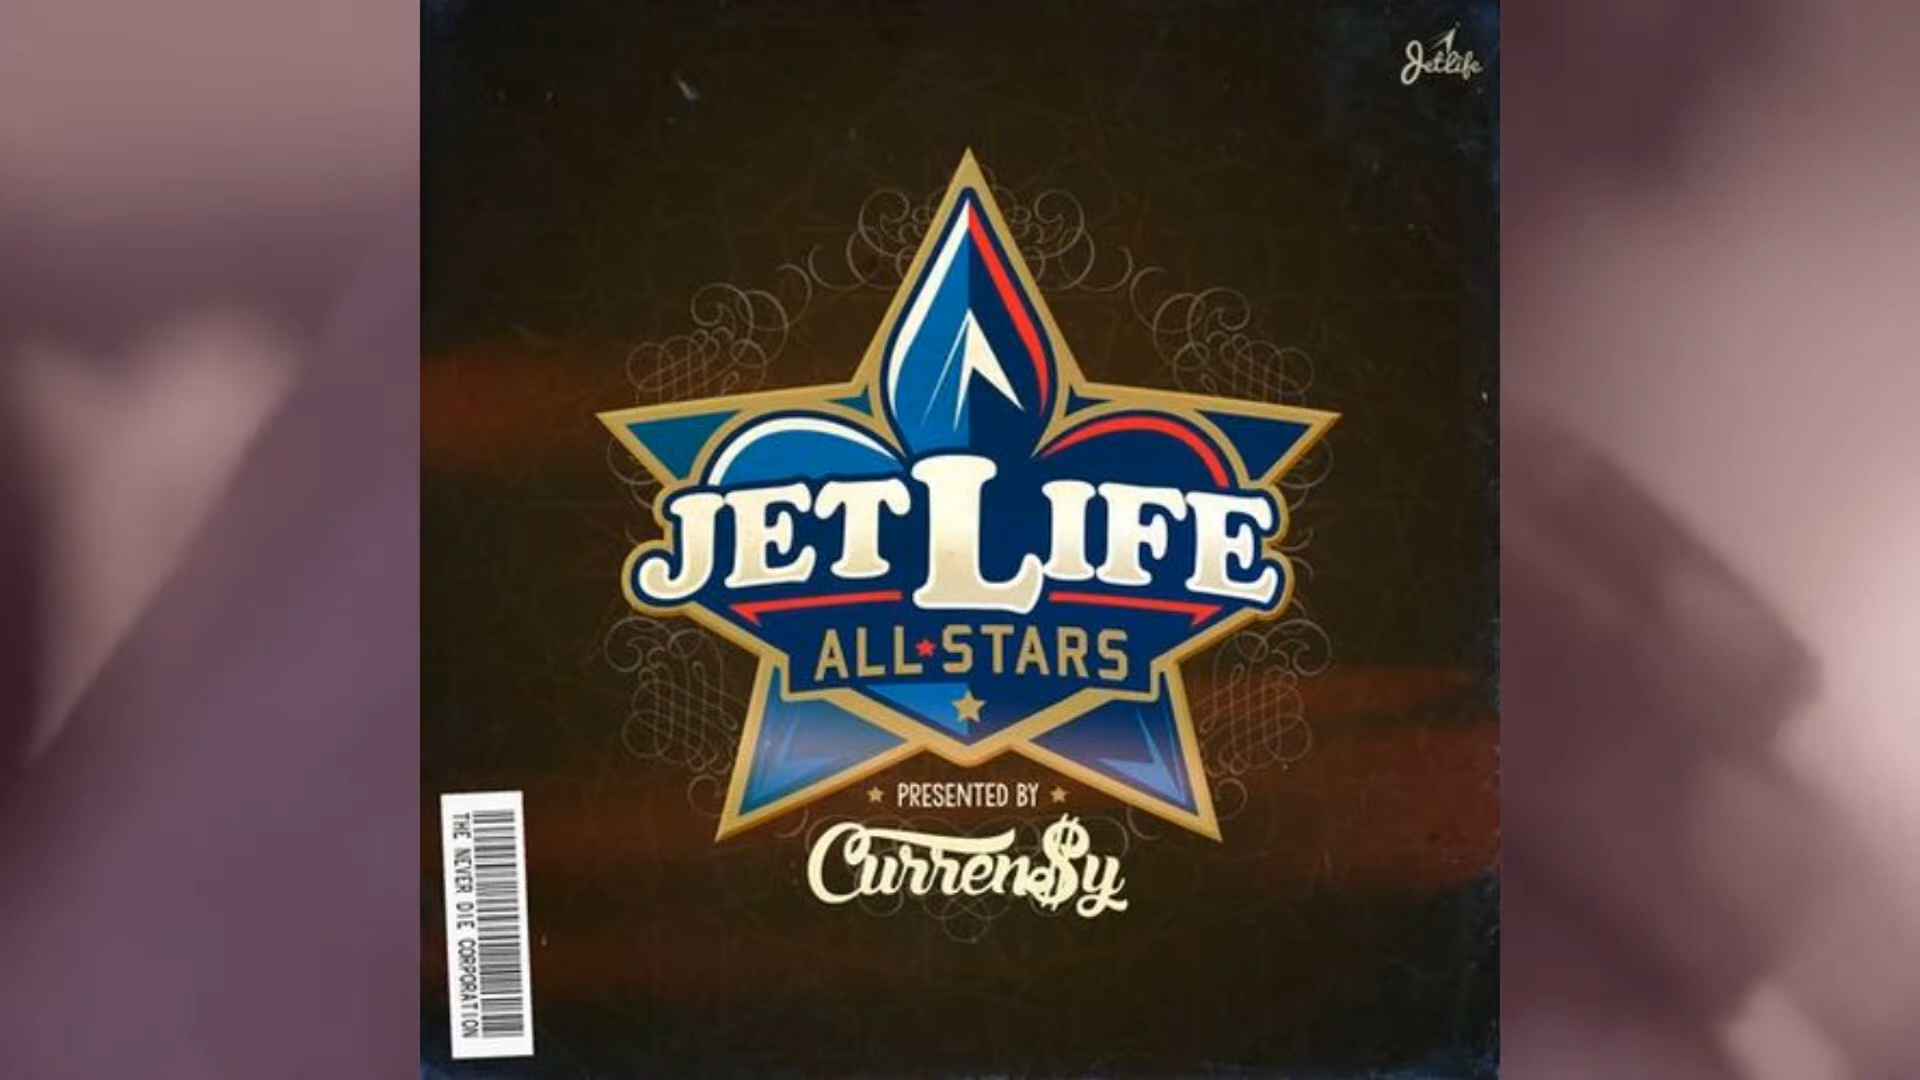 Jetlife
JETLIFE
ALL★STARS
PRESENTED BY
Curren$y
THE NEVER DIE CORPORATION